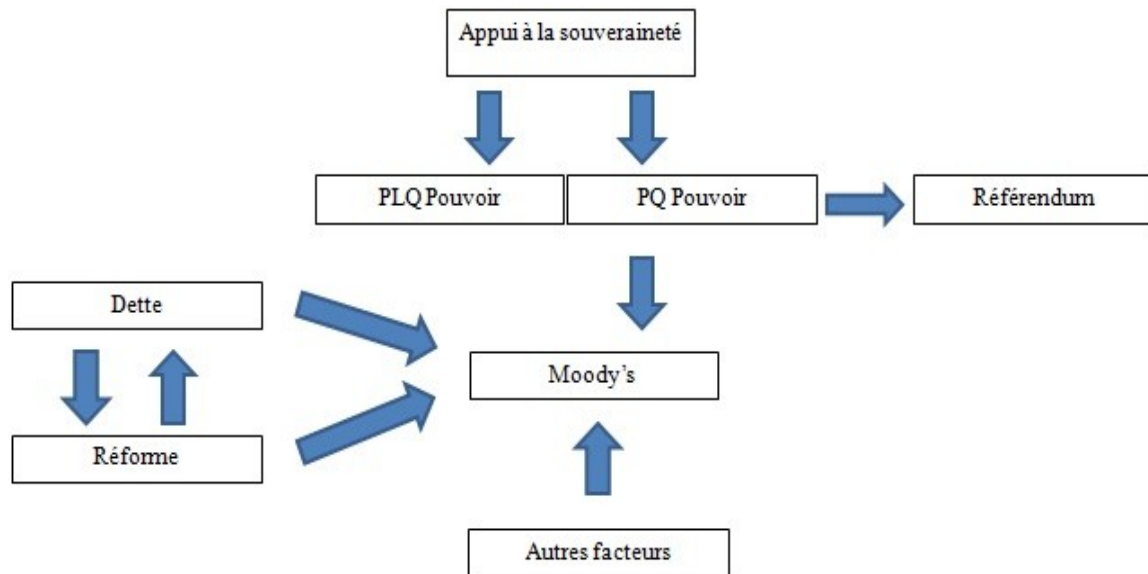 Appui à la souveraineté
PLQ Pouvoir
PQ Pouvoir
Référendum
Dette
Moody’s
Réforme
Autres facteurs